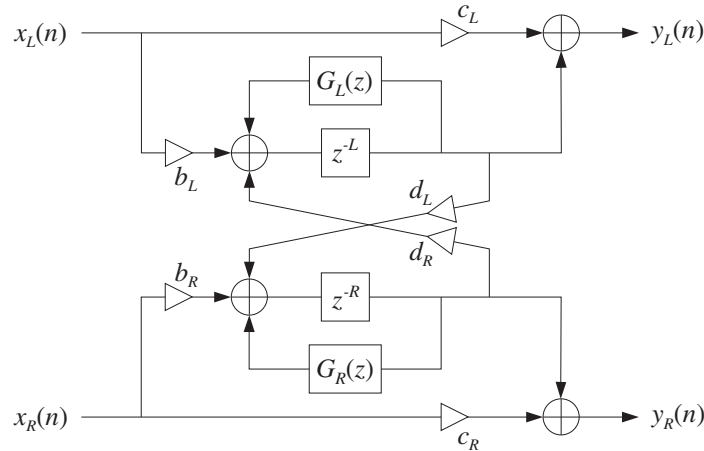 x_L(n)
c_L
y_L(n)
G_L(z)
z^{-L}
b_L
d_L
d_R
b_R
z^{-R}
G_R(z)
x_R(n)
c_R
y_R(n)